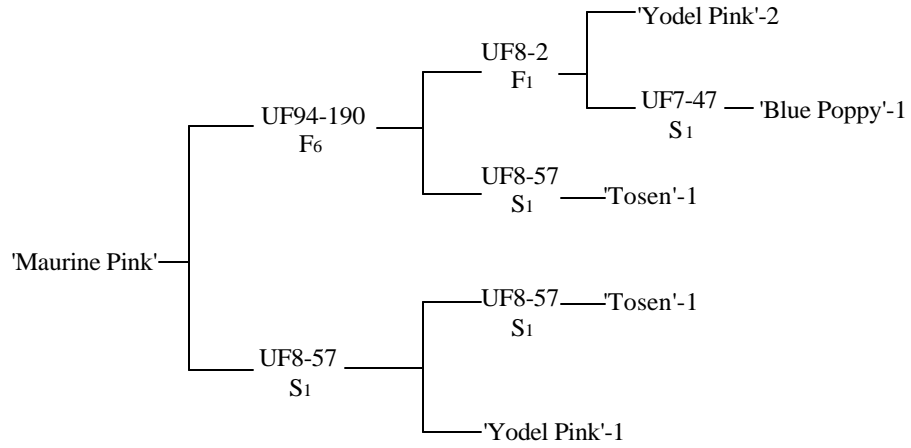 'Yodel Pink'-2
UF8-2
F1
UF7-47
S1
'Blue Poppy'-1
UF94-190
F6
UF8-57
S1
'Tosen'-1
'Maurine Pink'
UF8-57
S1
'Tosen'-1
UF8-57
S1
'Yodel Pink'-1